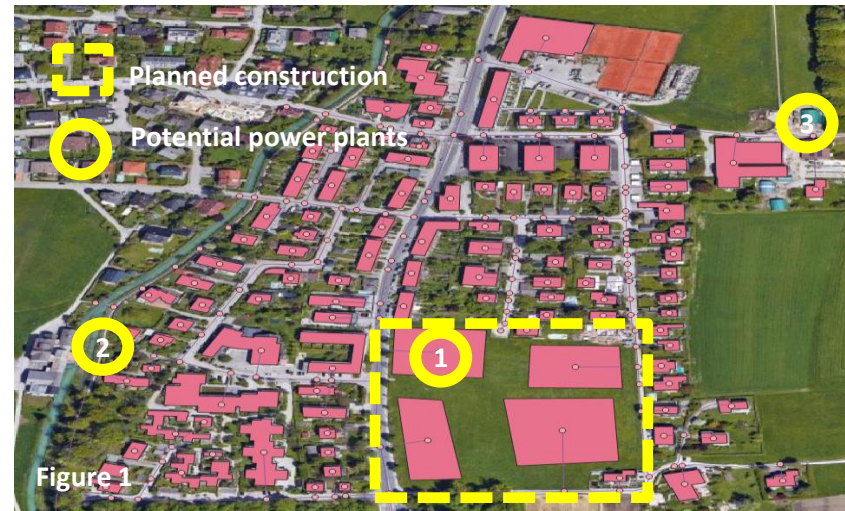 Planned construction
Potential power plants
3
2
1
Figure 1